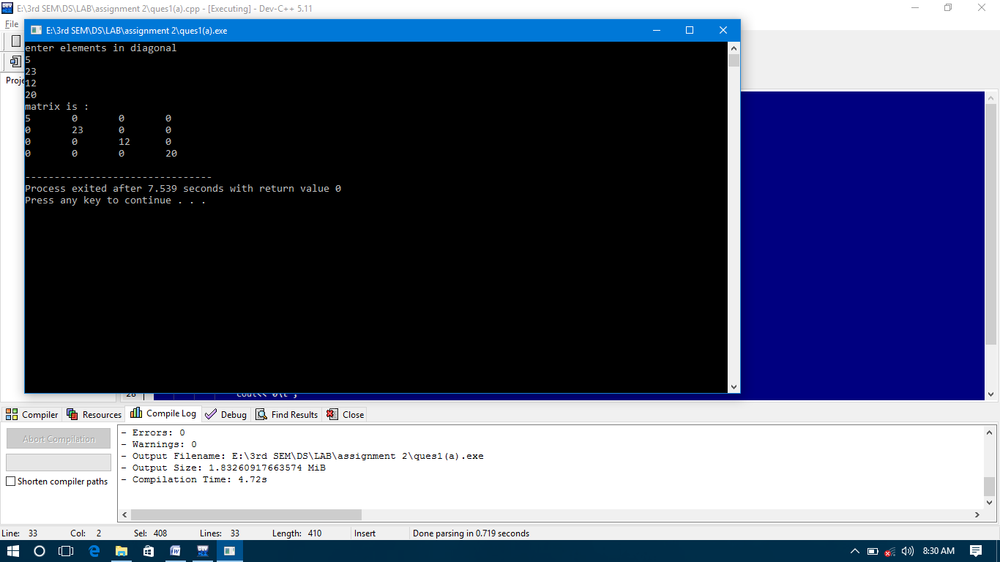 E:\3rd SEM\DS\LAB\assignment 2\ques1(a).cpp - [Executing] - Dev-C++ 5.11
File
E:\3rd SEM\DS\LAB\assignment 2\ques1(a).exe
Proje
enter elements in diagonal
5
23
12
20
matrix is :
5 0 0 0
0 23 0 0
0 0 12 0
0 0 0 20
--------------------------------
Process exited after 7.539 seconds with return value 0
Press any key to continue . . .
28 cout<<"0\t";
Compiler Resources Compile Log Debug Find Results Close
Abort Compilation
Shorten compiler paths
- Errors: 0
- Warnings: 0
- Output Filename: E:\3rd SEM\DS\LAB\assignment 2\ques1(a).exe
- Output Size: 1.83260917663574 MiB
- Compilation Time: 4.72s
Line: 33 Col: 2 Sel: 408 Lines: 33 Length: 410 Insert Done parsing in 0.719 seconds
8:30 AM